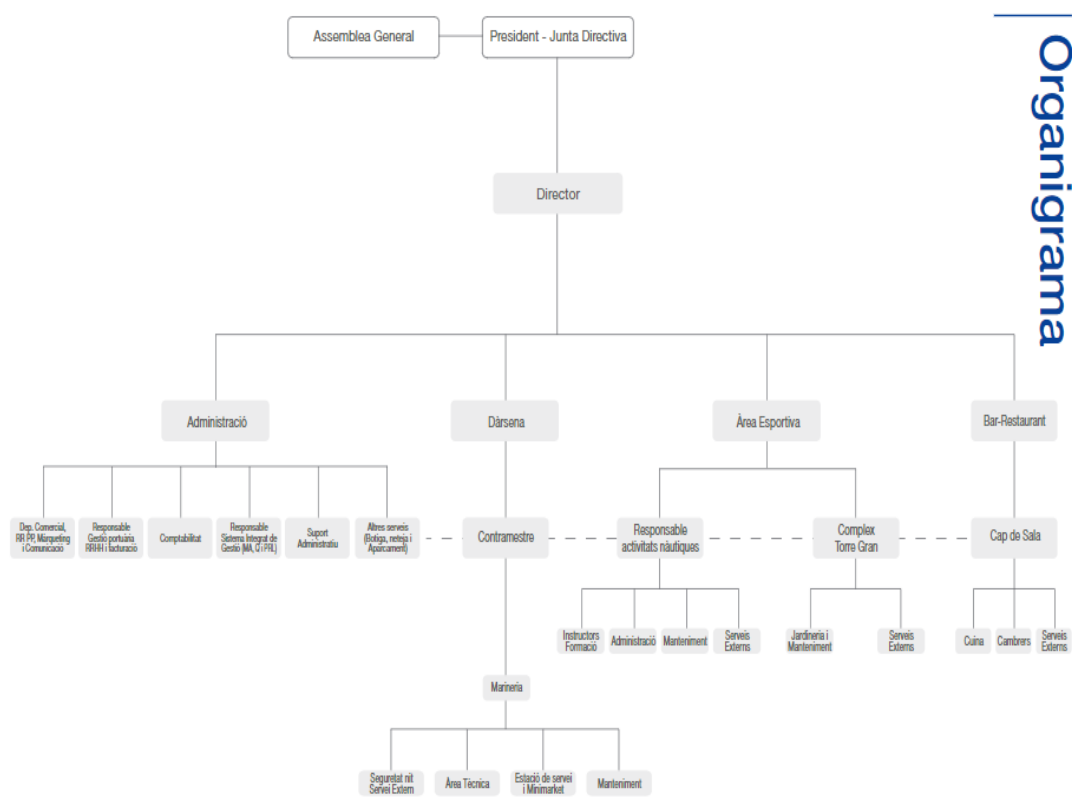 Organigrama
Assemblea General
President - Junta Directiva
Director
Administració
Dàrsena
Àrea Esportiva
Bar-Restaurant
Dep. Comercial,
RR PP, Màrqueting
i Comunicació
Responsable
Gestió portuària
RRHH i facturació
Comptabilitat
Responsable
Sistema Integrat de
Gestió (MA, Q i PRL)
Suport
Administratiu
Altres serveis
(Botiga, neteja i
Aparcament)
Contramestre
Responsable
activitats nàutiques
Complex
Torre Gran
Cap de Sala
Instructors
Formació
Administració
Manteniment
Serveis
Externs
Jardineria i
Manteniment
Serveis
Externs
Cuina
Cambrers
Serveis
Externs
Marineria
Seguretat nit
Servei Extern
Àrea Tècnica
Estació de servei
i Minimarket
Manteniment